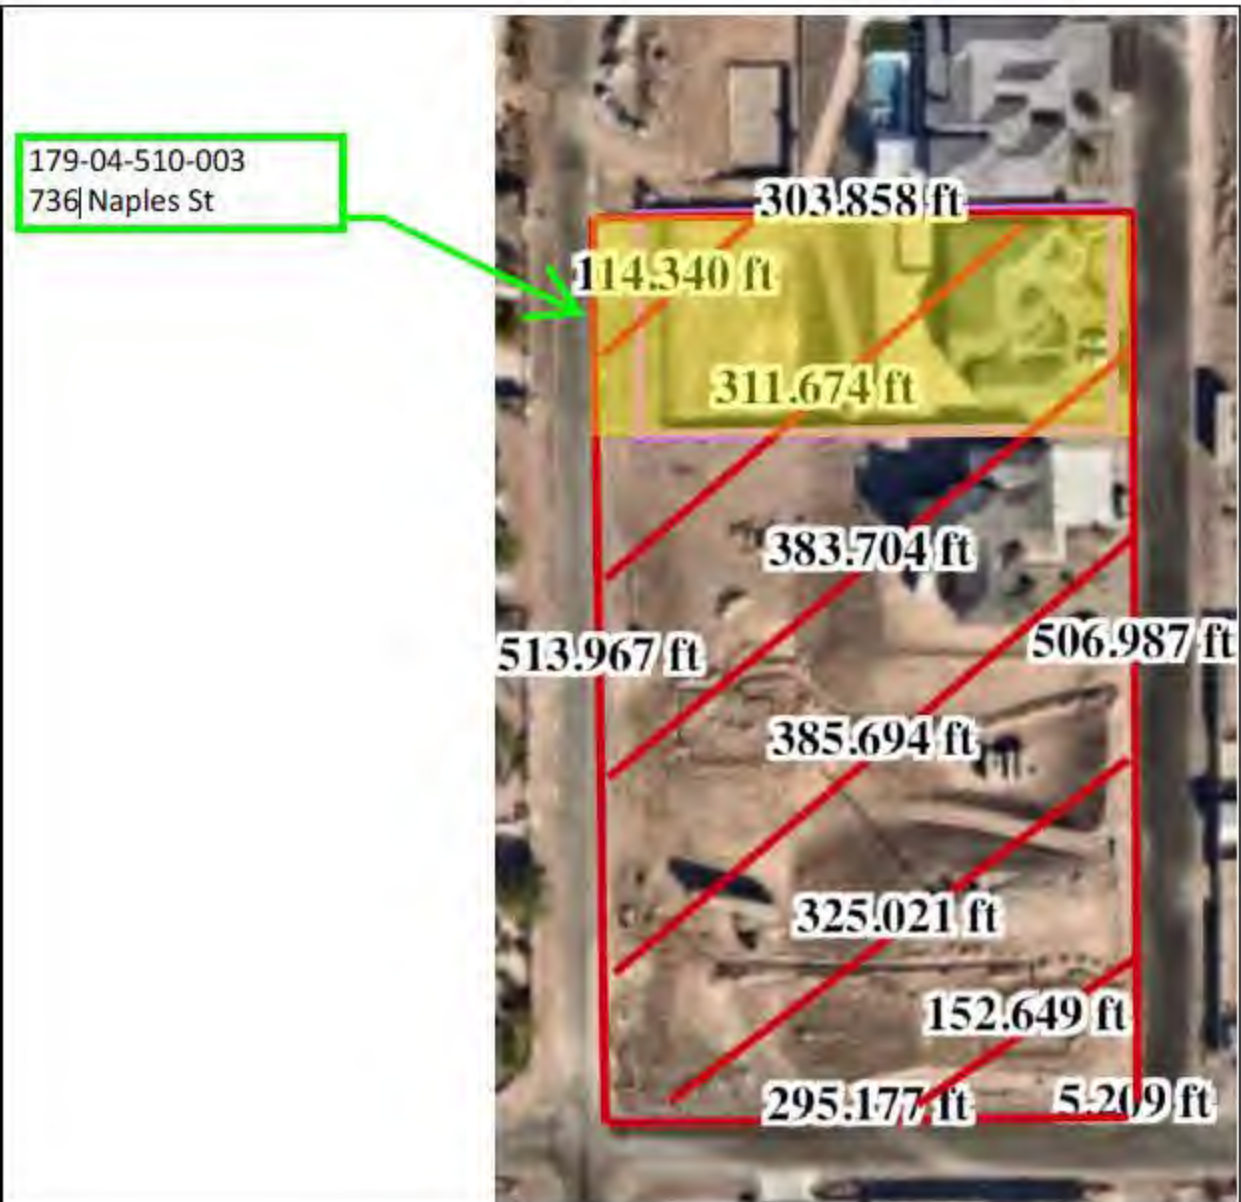 179-04-510-003
736 Naples St
303.858 ft
114.340 ft
311.674 ft
383.704 ft
513.967 ft
506.987 ft
385.694 ft
325.021 ft
152.649 ft
295.177 ft
5.209 ft